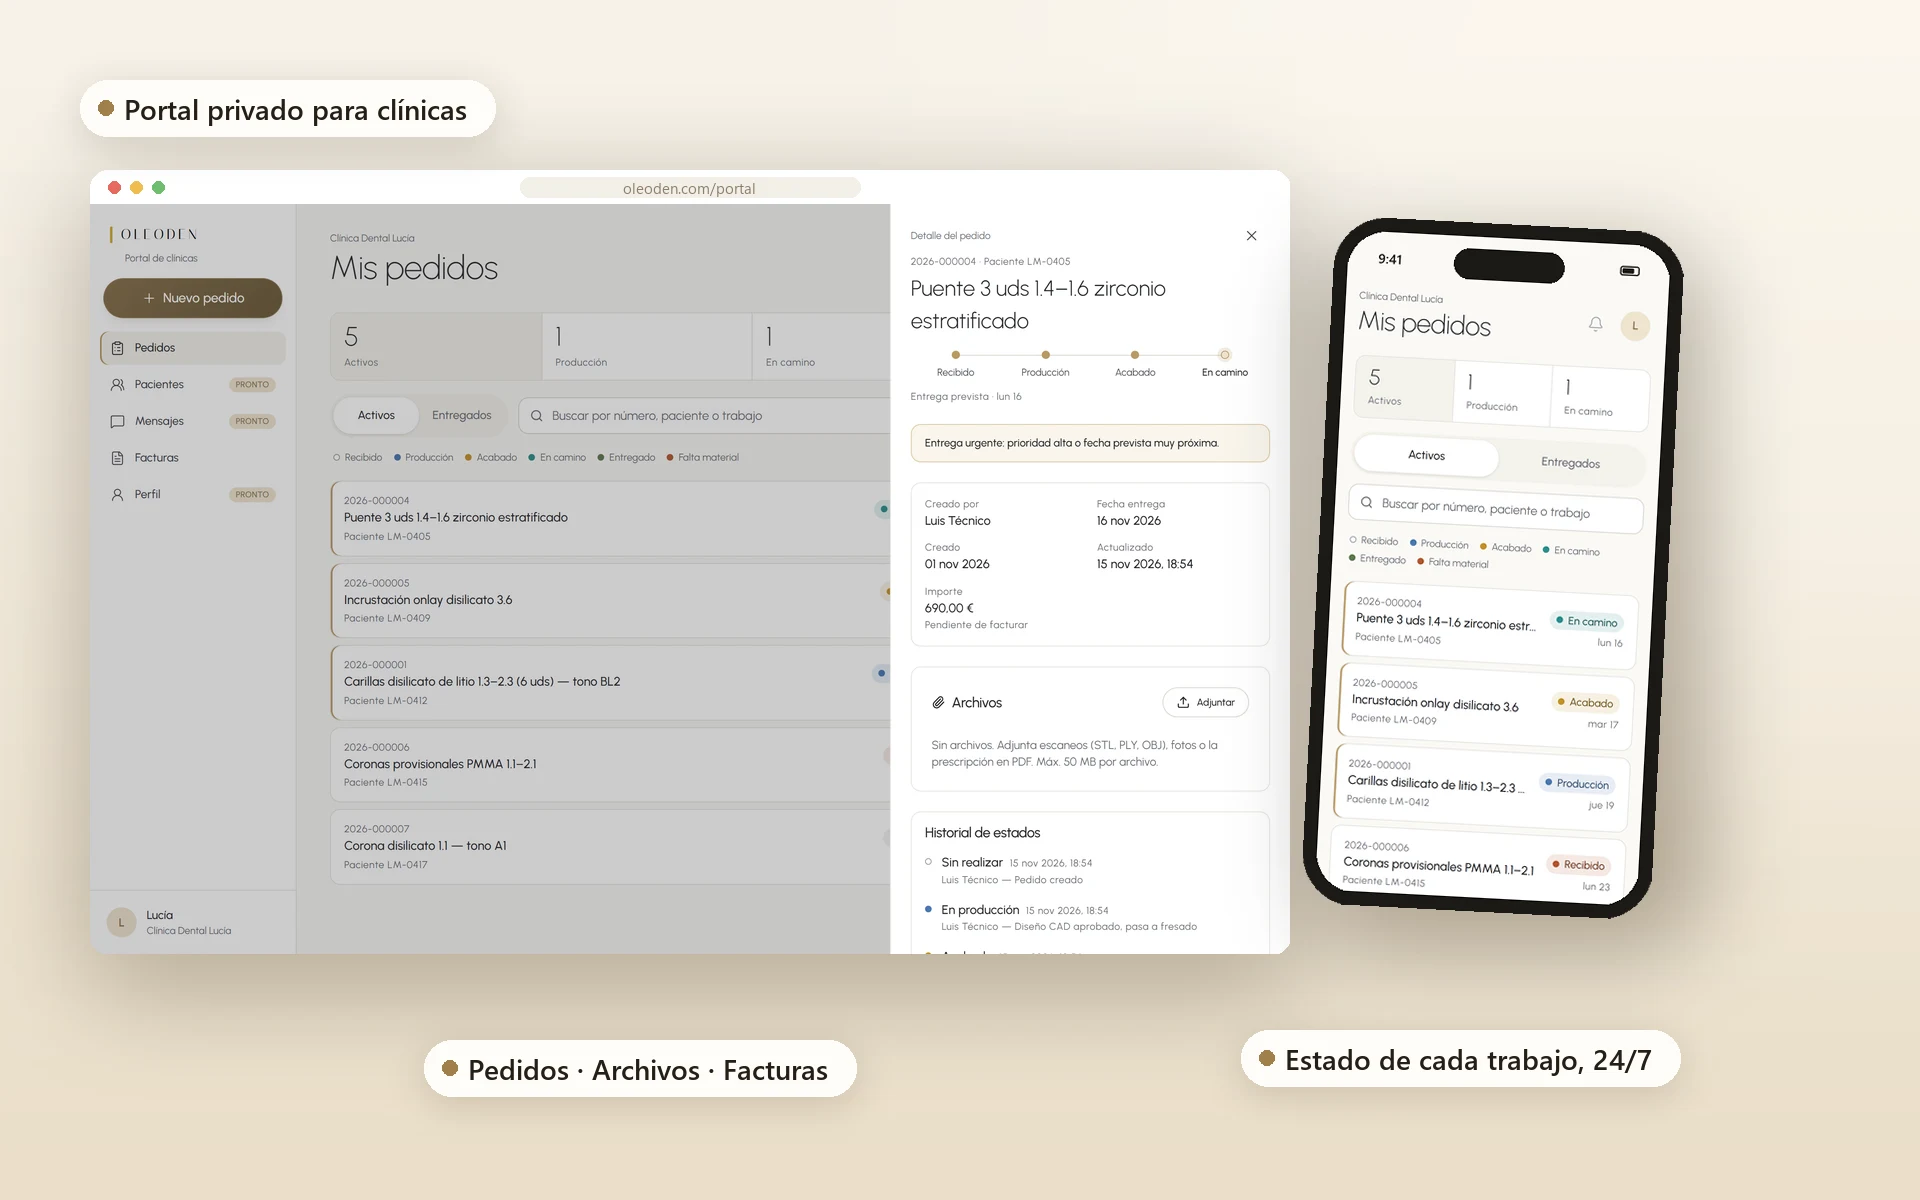 Portal privado para clínicas
oleoden.com/portal
OLEODEN
Portal de clínicas
Nuevo pedido
Pedidos
Pacientes PRONTO
Mensajes PRONTO
Facturas
Perfil PRONTO
L
Lucía
Clínica Dental Lucía
Clínica Dental Lucía
Mis pedidos
5
Activos
1
Producción
1
En camino
Activos Entregados
Buscar por número, paciente o trabajo
Recibido Producción Acabado En camino Entregado Falta material
2026-000004
Puente 3 uds 1.4–1.6 zirconio estratificado
Paciente LM-0405
2026-000005
Incrustación onlay disilicato 3.6
Paciente LM-0409
2026-000001
Carillas disilicato de litio 1.3–2.3 (6 uds) — tono BL2
Paciente LM-0412
2026-000006
Coronas provisionales PMMA 1.1–2.1
Paciente LM-0415
2026-000007
Corona disilicato 1.1 — tono A1
Paciente LM-0417
Detalle del pedido
2026-000004 · Paciente LM-0405
Puente 3 uds 1.4–1.6 zirconio
estratificado
Recibido Producción Acabado En camino
Entrega prevista · lun 16
Entrega urgente: prioridad alta o fecha prevista muy próxima.
Creado por
Luis Técnico
Fecha entrega
16 nov 2026
Creado
01 nov 2026
Actualizado
15 nov 2026, 18:54
Importe
690.00 €
Pendiente de facturar
Archivos
Adjuntar
Sin archivos. Adjunta escaneos (STL, PLY, OBJ), fotos o la
prescripción en PDF. Máx. 50 MB por archivo.
Historial de estados
Sin realizar 15 nov 2026, 18:54
Luis Técnico — Pedido creado
En producción 15 nov 2026, 18:54
Luis Técnico — Diseño CAD aprobado, pasa a fresado
9:41
Clínica Dental Lucía
Mis pedidos
L
5
Activos
1
Producción
1
En camino
Activos Entregados
Buscar por número, paciente o trabajo
Recibido Producción Acabado En camino
Entregado Falta material
2026-000004
Puente 3 uds 1.4–1.6 zirconio estr...
Paciente LM-0405
En camino
lun 16
2026-000005
Incrustación onlay disilicato 3.6
Paciente LM-0409
Acabado
mar 17
2026-000001
Carillas disilicato de litio 1.3–2.3 ...
Paciente LM-0412
Producción
jue 19
2026-000006
Coronas provisionales PMMA 1.1–2.1
Paciente LM-0415
Recibido
lun 23
Pedidos · Archivos · Facturas
Estado de cada trabajo, 24/7